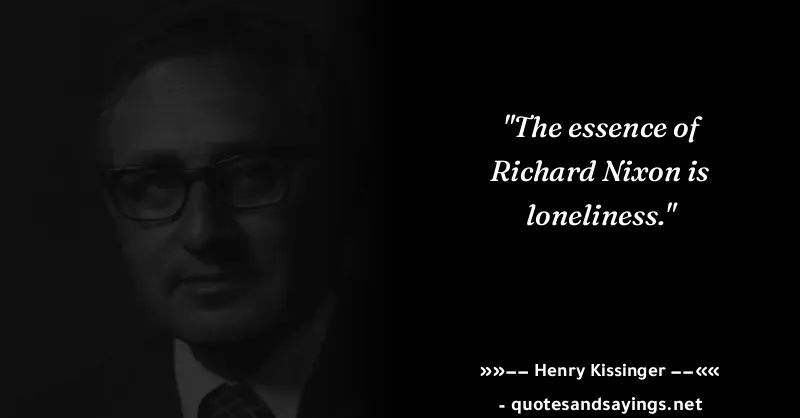 "The essence of
Richard Nixon is
loneliness."
»»−− Henry Kissinger −−««
- quotesandsayings.net